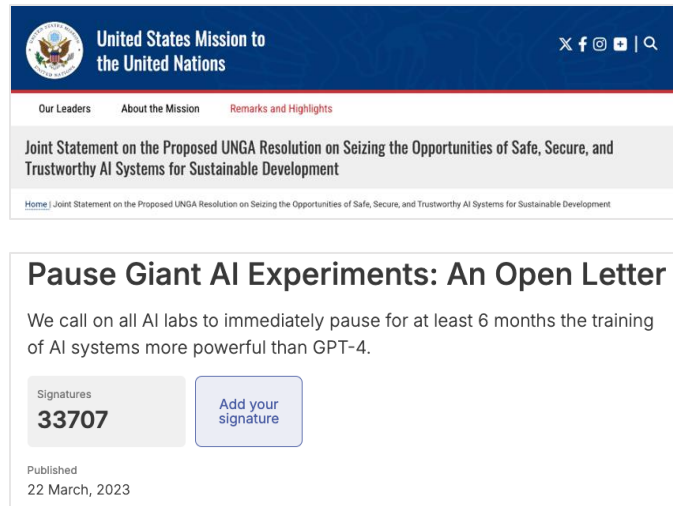 United States Mission to
the United Nations
Our Leaders About the Mission Remarks and Highlights
Joint Statement on the Proposed UNGA Resolution on Seizing the Opportunities of Safe, Secure, and
Trustworthy AI Systems for Sustainable Development
Home | Joint Statement on the Proposed UNGA Resolution on Seizing the Opportunities of Safe, Secure, and Trustworthy AI Systems for Sustainable Development
Pause Giant AI Experiments: An Open Letter
We call on all AI labs to immediately pause for at least 6 months the training
of AI systems more powerful than GPT-4.
Signatures
33707
Add your
signature
Published
22 March, 2023